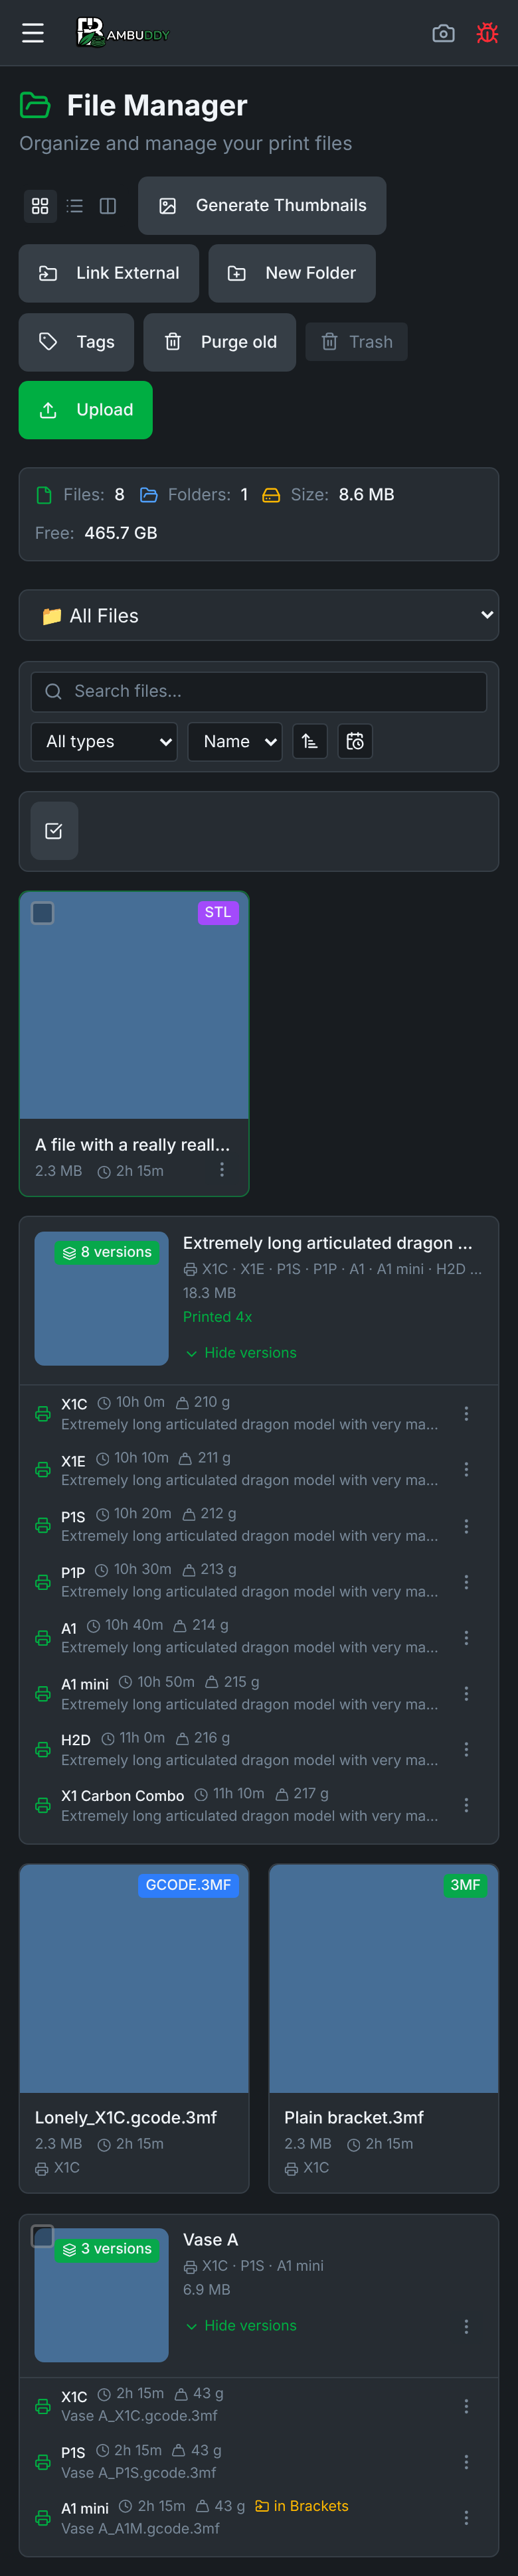 BAMBUDDY
File Manager
Organize and manage your print files
Generate Thumbnails
Link External New Folder
Tags Purge old Trash
Upload
Files: 8 Folders: 1 Size: 8.6 MB
Free: 465.7 GB
All Files
Search files...
All types Name
STL
A file with a really reall...
2.3 MB 2h 15m
8 versions
Extremely long articulated dragon ...
X1C · X1E · P1S · P1P · A1 · A1 mini · H2D ...
18.3 MB
Printed 4x
Hide versions
X1C 10h 0m 210 g
Extremely long articulated dragon model with very ma...
X1E 10h 10m 211 g
Extremely long articulated dragon model with very ma...
P1S 10h 20m 212 g
Extremely long articulated dragon model with very ma...
P1P 10h 30m 213 g
Extremely long articulated dragon model with very ma...
A1 10h 40m 214 g
Extremely long articulated dragon model with very ma...
A1 mini 10h 50m 215 g
Extremely long articulated dragon model with very ma...
H2D 11h 0m 216 g
Extremely long articulated dragon model with very ma...
X1 Carbon Combo 11h 10m 217 g
Extremely long articulated dragon model with very ma...
GCODE.3MF
Lonely_X1C.gcode.3mf
2.3 MB 2h 15m
X1C
3MF
Plain bracket.3mf
2.3 MB 2h 15m
X1C
3 versions
Vase A
X1C · P1S · A1 mini
6.9 MB
Hide versions
X1C 2h 15m 43 g
Vase A_X1C.gcode.3mf
P1S 2h 15m 43 g
Vase A_P1S.gcode.3mf
A1 mini 2h 15m 43 g in Brackets
Vase A_A1M.gcode.3mf